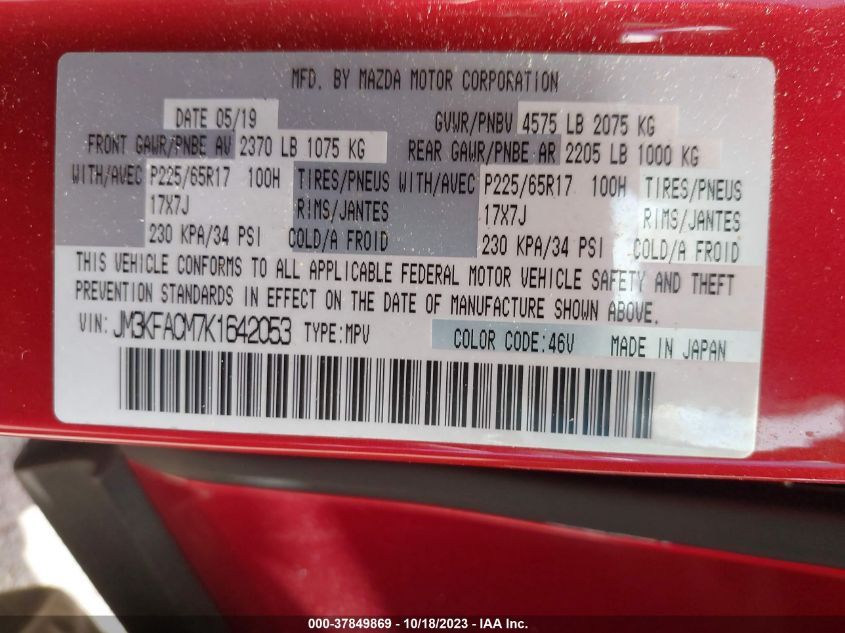 MFD. BY MAZDA MOTOR CORPORATION
DATE 05/19 GVWR/PNBV 4575 LB 2075 KG
FRONT GAWR/PNBE AV 2370 LB 1075 KG REAR GAWR/PNBE AR 2205 LB 1000 KG
WITH/AVEC P225/65R17 100H TIRES/PNEUS WITH/AVEC P225/65R17 100H TIRES/PNEUS
17X7J RIMS/JANTES 17X7J RIMS/JANTES
230 KPA/34 PSI COLD/A FROID 230 KPA/34 PSI COLD/A FROID
THIS VEHICLE CONFORMS TO ALL APPLICABLE FEDERAL MOTOR VEHICLE SAFETY AND THEFT
PREVENTION STANDARDS IN EFFECT ON THE DATE OF MANUFACTURE SHOWN ABOVE.
VIN: JM3KFACM7K1642053 TYPE:MPV COLOR CODE:46V MADE IN JAPAN
000-37849869 - 10/18/2023 - IAA Inc.